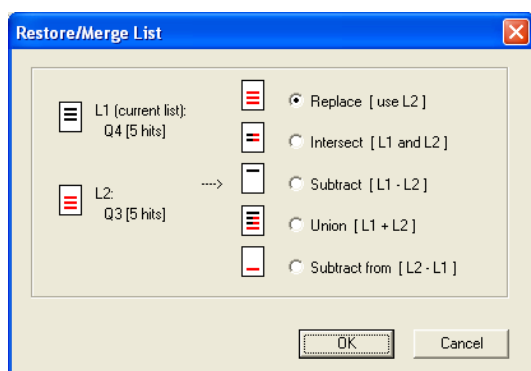 Restore/Merge List
L1 (current list):
Q4 [5 hits]
L2:
Q3 [5 hits]
---->
Replace [ use L2 ]
Intersect [ L1 and L2 ]
Subtract [ L1 - L2 ]
Union [ L1 + L2 ]
Subtract from [ L2 - L1 ]
OK
Cancel